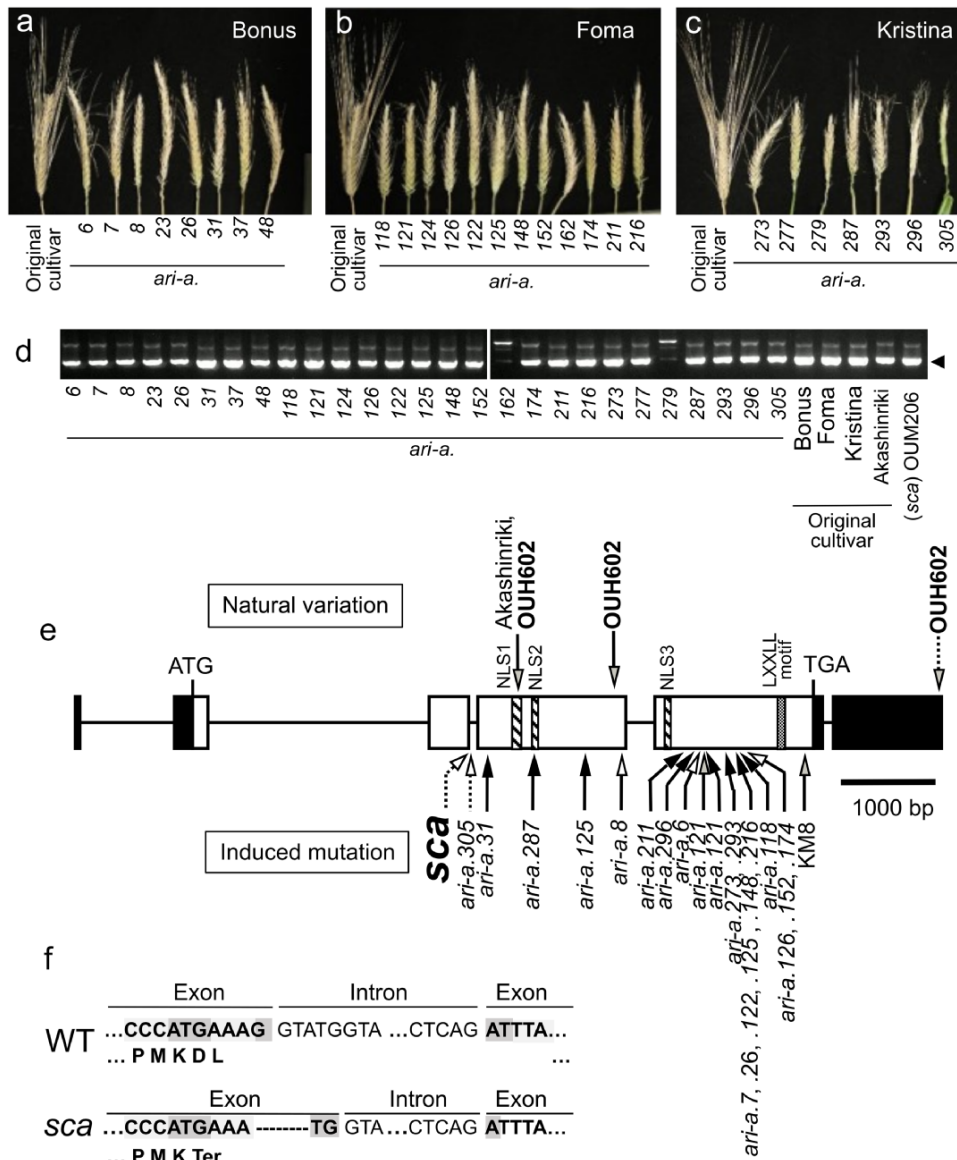 a
Bonus
b
Foma
c
Kristina
Original cultivar
6 7 8 23 26 31 37 48
ari-a.
Original cultivar
118 121 124 126 122 125 148 152 162 174 211 216
ari-a.
Original cultivar
273 277 279 287 293 296 305
ari-a.
d
6 7 8 23 26 31 37 48 118 121 124 126 122 125 148 152 162 174 211 216 273 277 279 287 293 296 305
ari-a.
Bonus
Foma
Kristina
Akashinriki
(sca) OUM206
Original
cultivar
Natural variation
e
Akashinriki,
OUH602
OUH602
OUH602
ATG
NLS1
NLS2
NLS3
LXXLL
motif
TGA
1000 bp
Induced mutation
sca
ari-a.305
ari-a.31
ari-a.287
ari-a.125
ari-a.8
ari-a.211
ari-a.296
ari-a.6
ari-a.121
ari-a.121
ari-a.273, .293
ari-a.7, .26, .122, .125, .148, .216
ari-a.118
ari-a.126, .152, .174
KM8
f
Exon Intron Exon
WT ...CCCATGAAAG GTATGGTA ...CTCAG ATTTA...
... P M K D L ...
Exon Intron Exon
sca ...CCCATGAAA --------TG GTA ...CTCAG ATTTA...
... P M K Ter